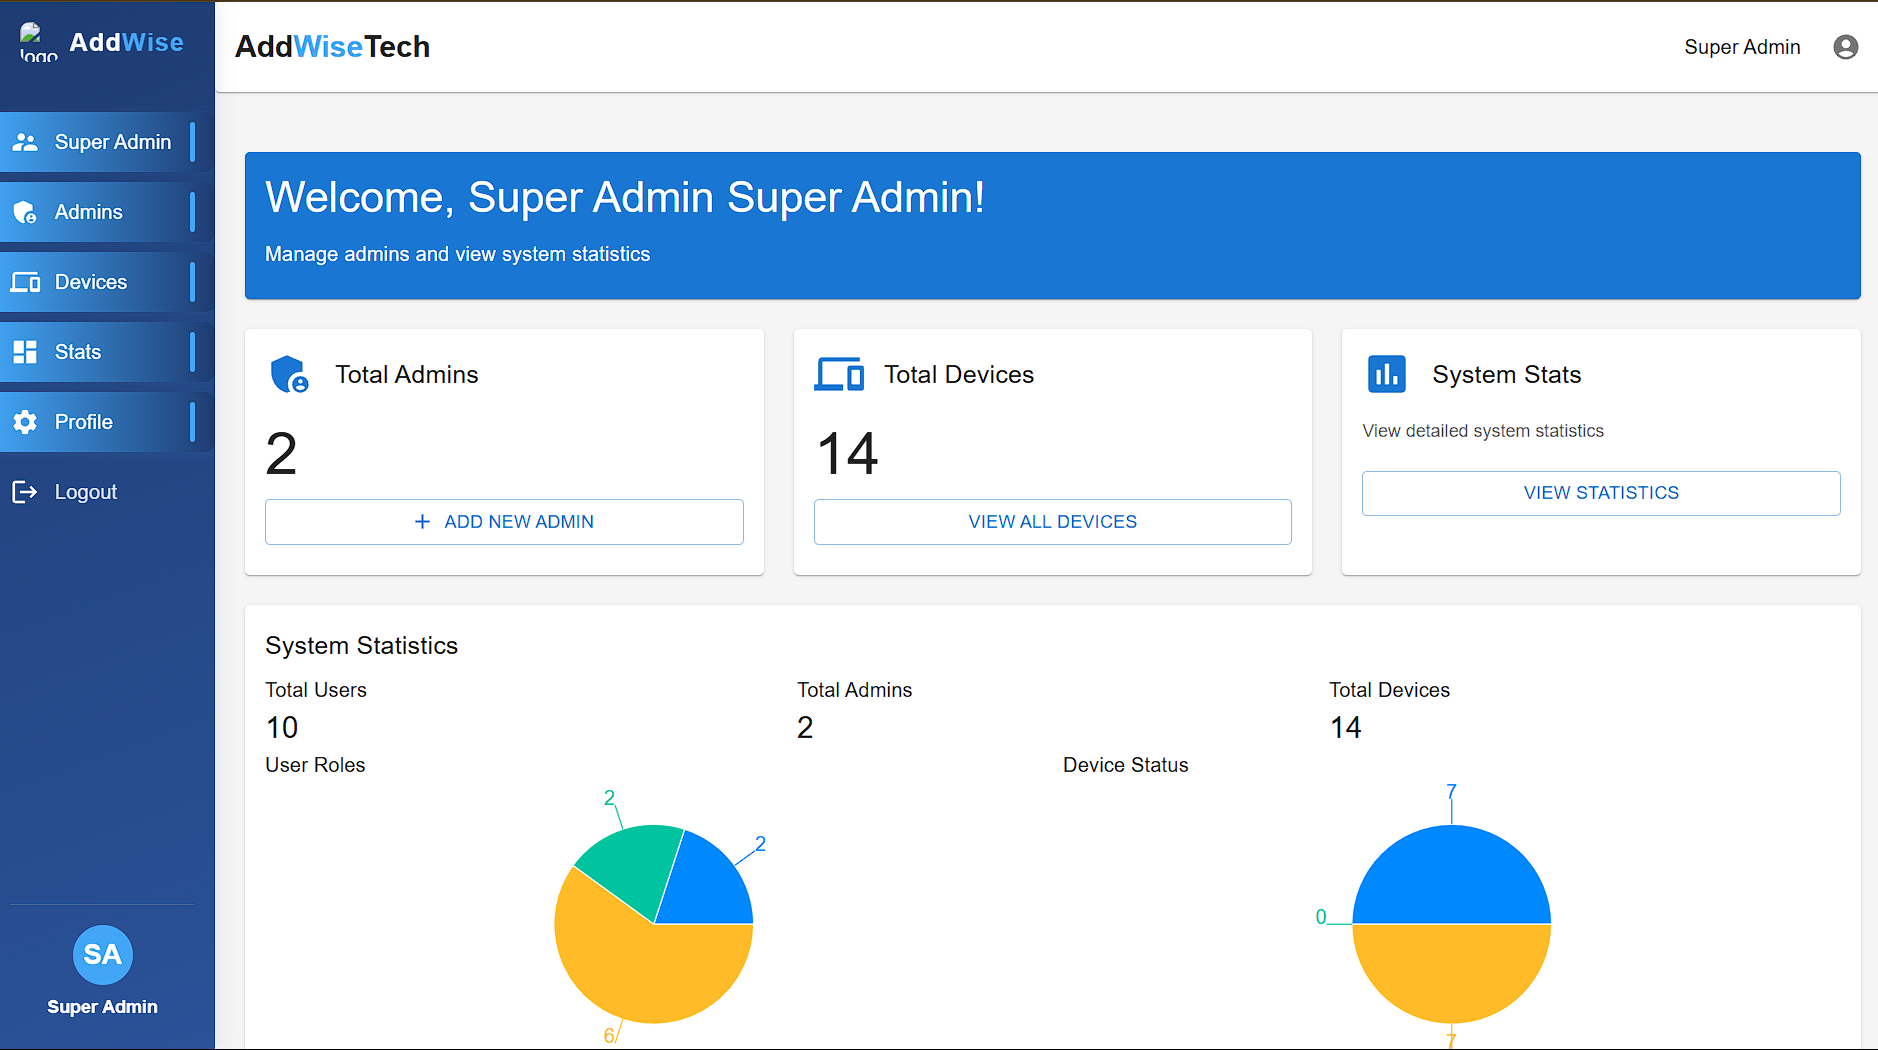 logo
AddWise
Super Admin
Admins
Devices
Stats
Profile
Logout
SA
Super Admin
AddWiseTech
Super Admin
Welcome, Super Admin Super Admin!
Manage admins and view system statistics
Total Admins
2
+ ADD NEW ADMIN
Total Devices
14
VIEW ALL DEVICES
System Stats
View detailed system statistics
VIEW STATISTICS
System Statistics
Total Users
10
Total Admins
2
Total Devices
14
User Roles
2
2
6
Device Status
7
0
7